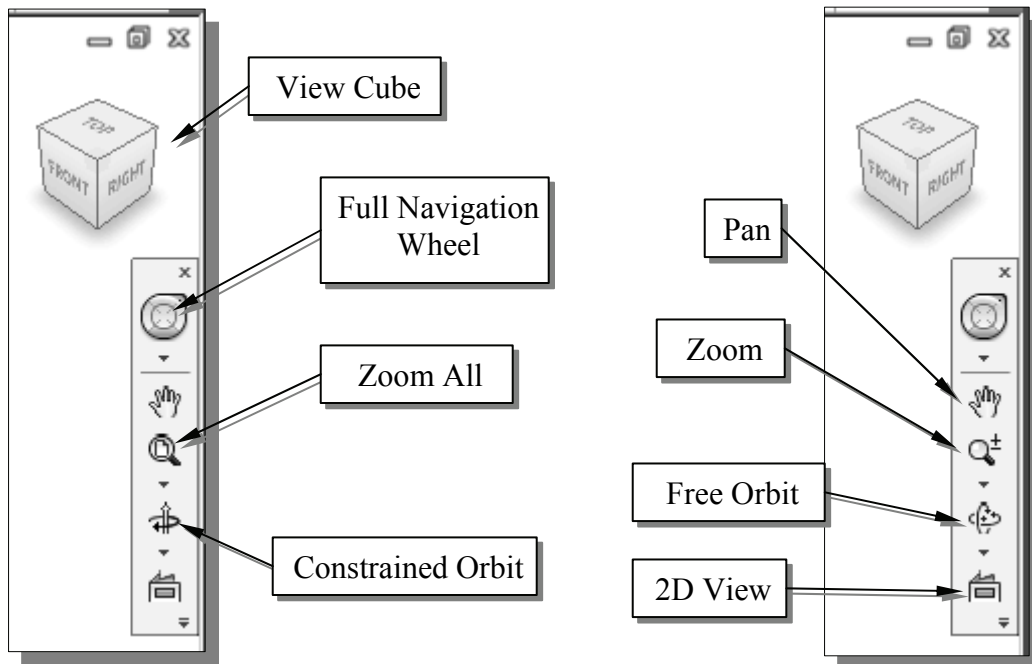 View Cube
TOP
FRONT
RIGHT
Full Navigation
Wheel
Zoom All
Constrained Orbit
TOP
FRONT
RIGHT
Pan
Zoom
Free Orbit
2D View